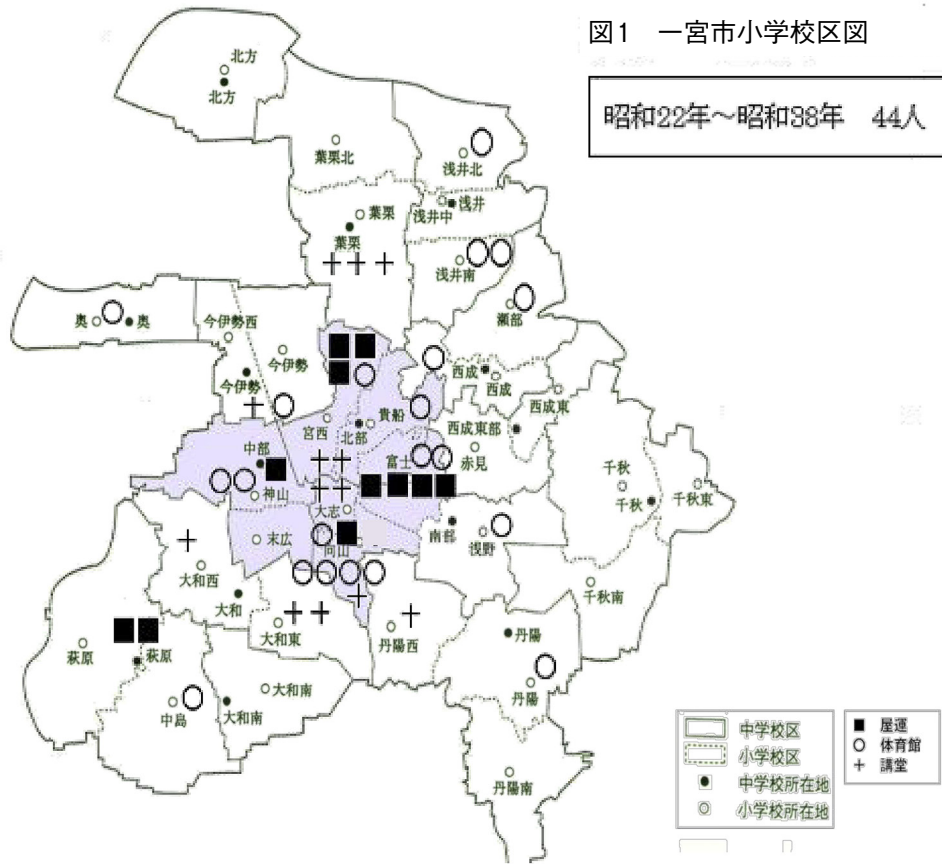 図1 一宮市小学校区図
昭和22年～昭和38年 44人
北方
北方
葉栗北
浅井北
浅井中
浅井
葉栗
葉栗
浅井南
瀬部
奥
奥
今伊勢西
今伊勢
今伊勢
西成
西成
西成東
西成東部
宮西
北部
貴船
富士
赤見
千秋
千秋
千秋東
中部
神山
大志
末広
向山
南部
浅野
千秋南
大和西
大和
大和東
丹陽西
丹陽
丹陽
萩原
萩原
中島
大和南
大和南
丹陽南
中学校区
小学校区
中学校所在地
小学校所在地
屋運
体育館
講堂